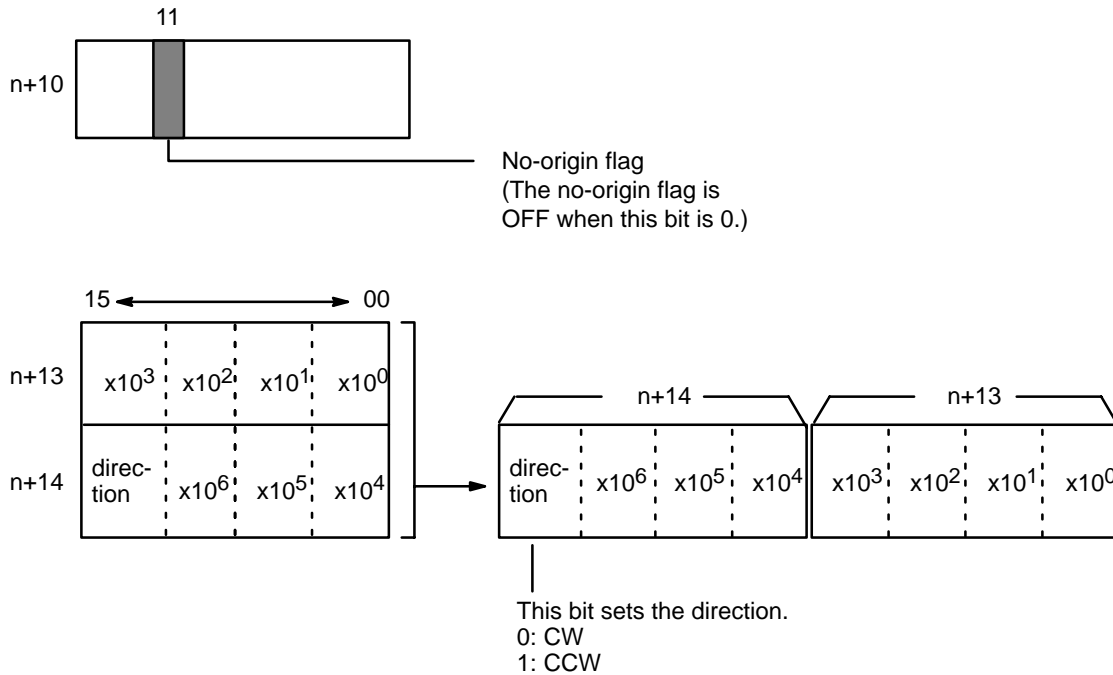 11
n+10
No-origin flag
(The no-origin flag is
OFF when this bit is 0.)
15 00
n+13 x10³ x10² x10¹ x10⁰
n+14 direc-
tion x10⁶ x10⁵ x10⁴
n+14 n+13
direc-
tion x10⁶ x10⁵ x10⁴ x10³ x10² x10¹ x10⁰
This bit sets the direction.
0: CW
1: CCW